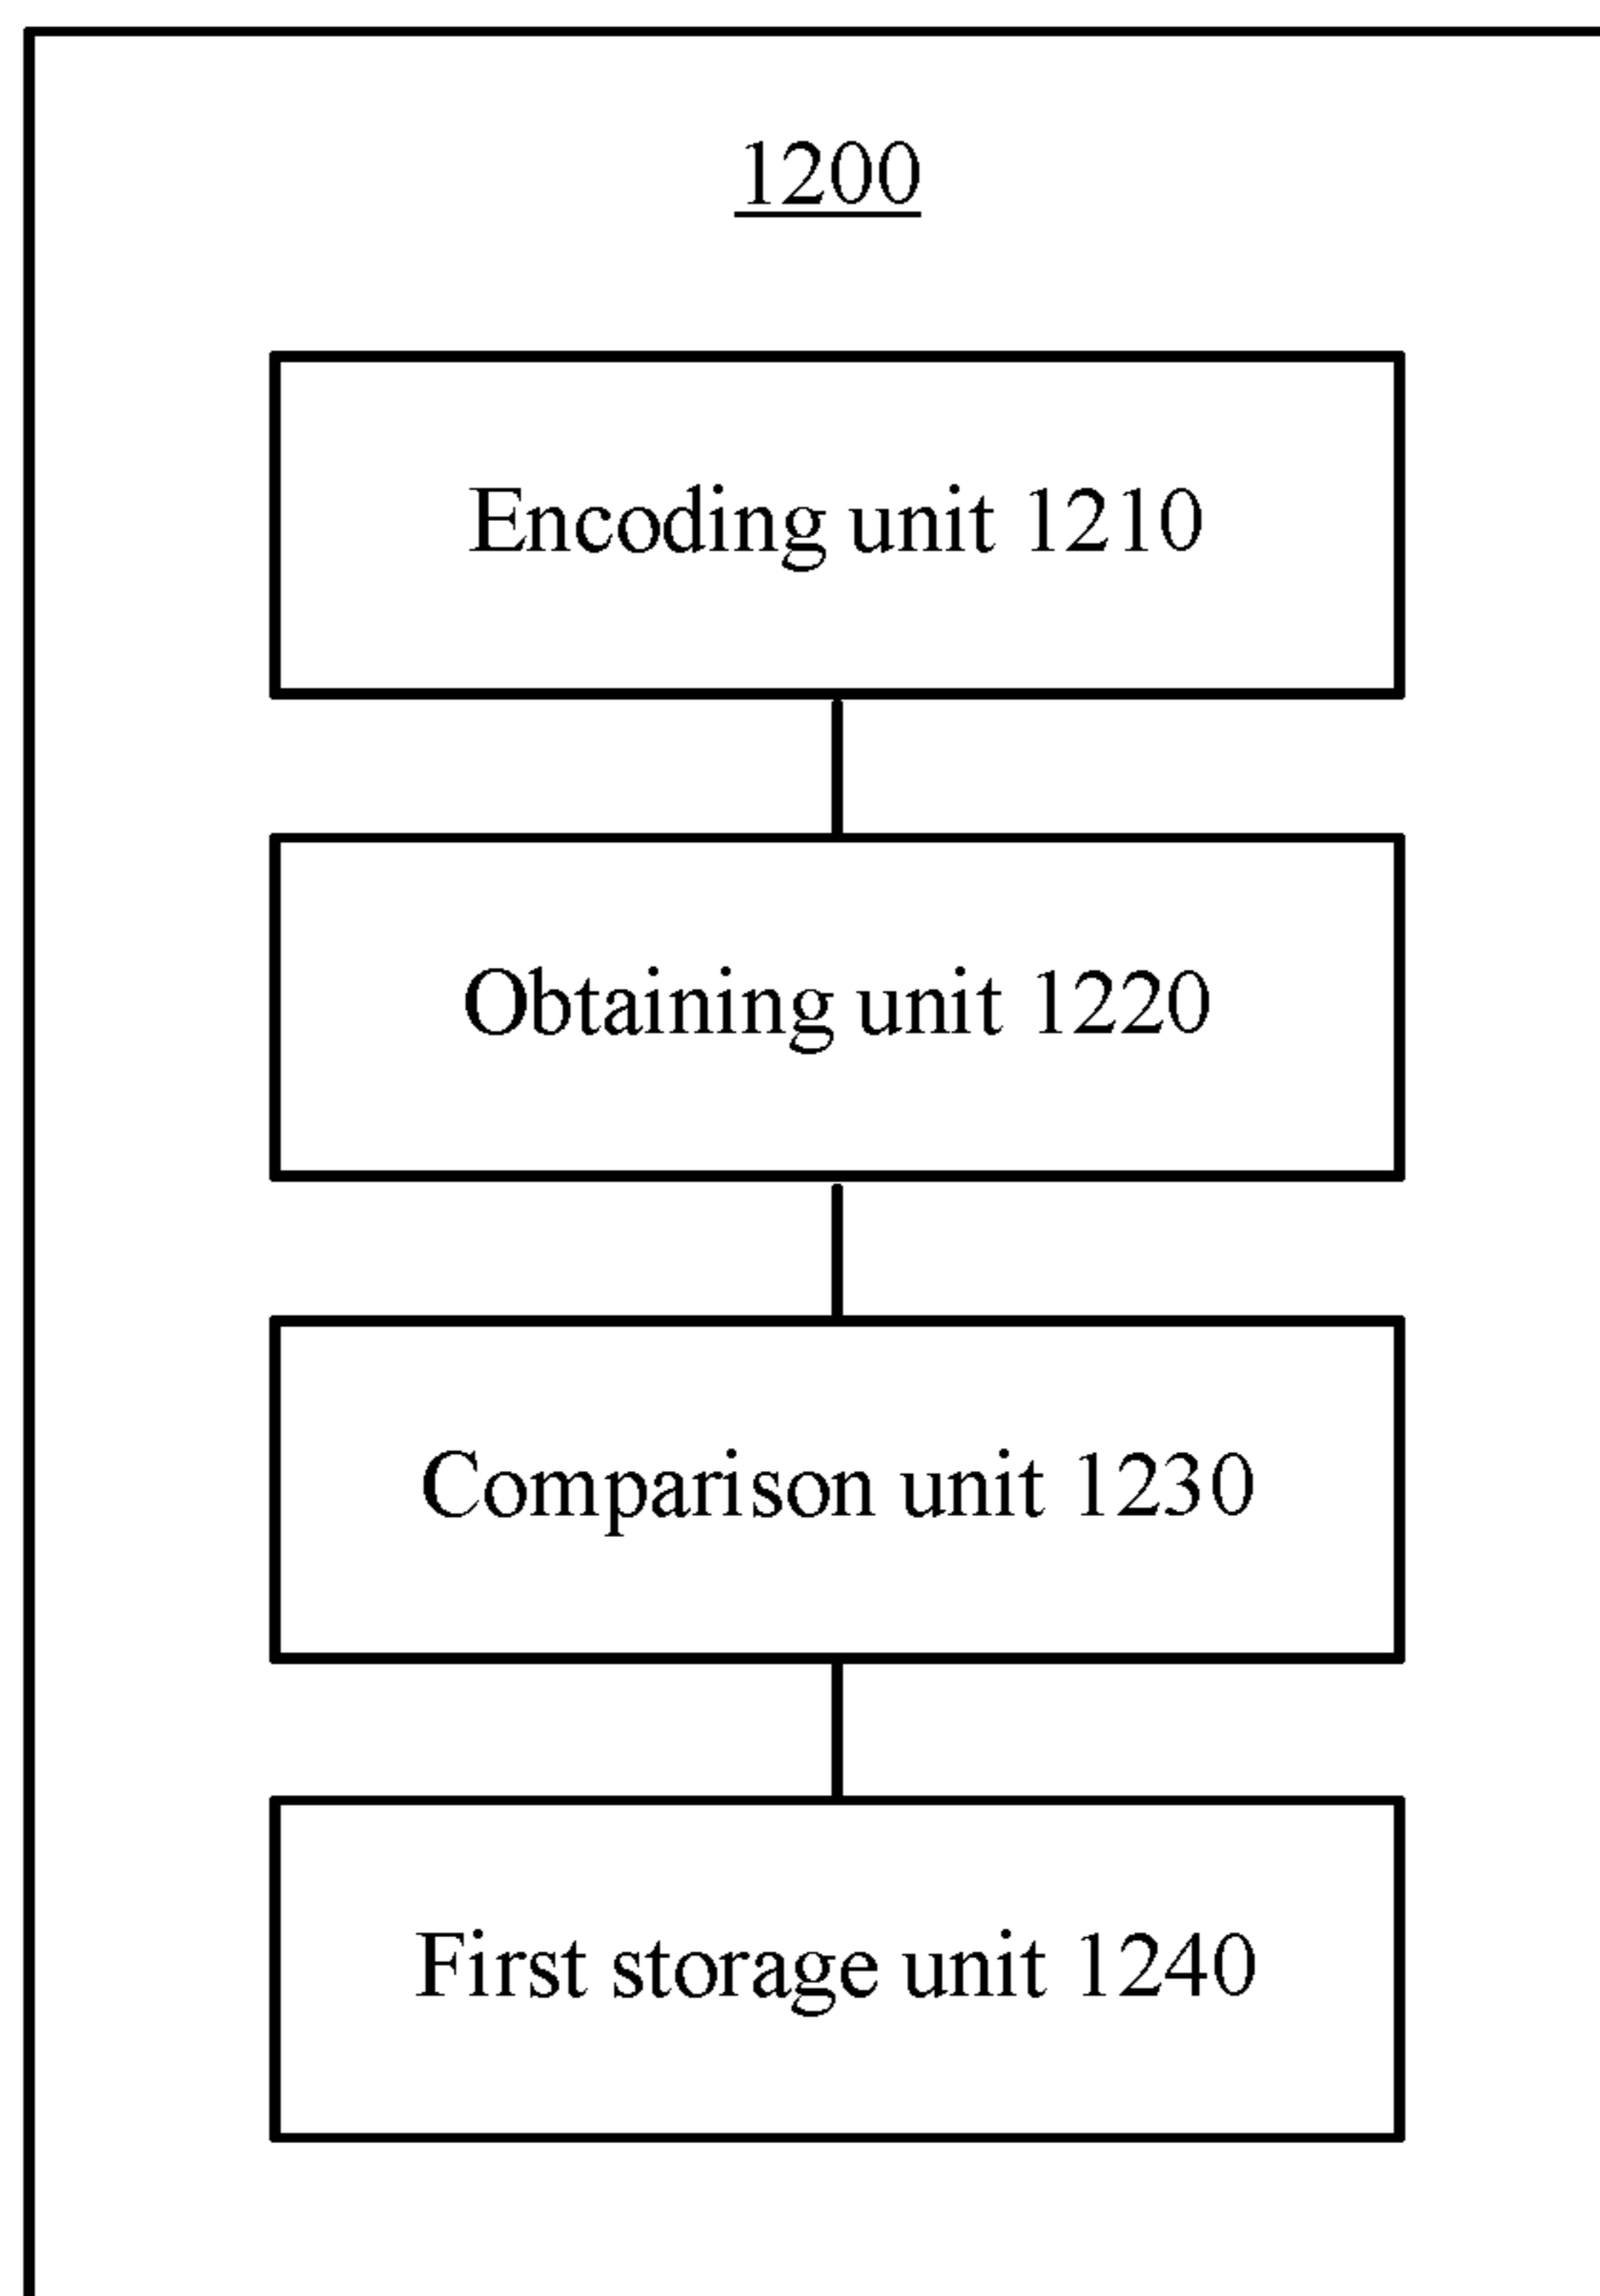 1200
Encoding unit 1210
Obtaining unit 1220
Comparison unit 1230
First storage unit 1240